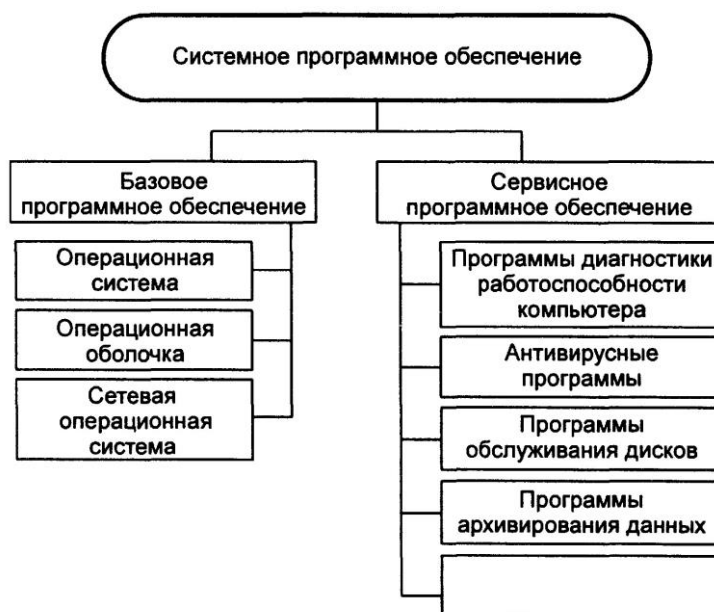 Системное программное обеспечение
Базовое
программное обеспечение
Операционная
система
Операционная
оболочка
Сетевая
операционная
система
Сервисное
программное обеспечение
Программы диагностики
работоспособности
компьютера
Антивирусные
программы
Программы
обслуживания дисков
Программы
архивирования данных